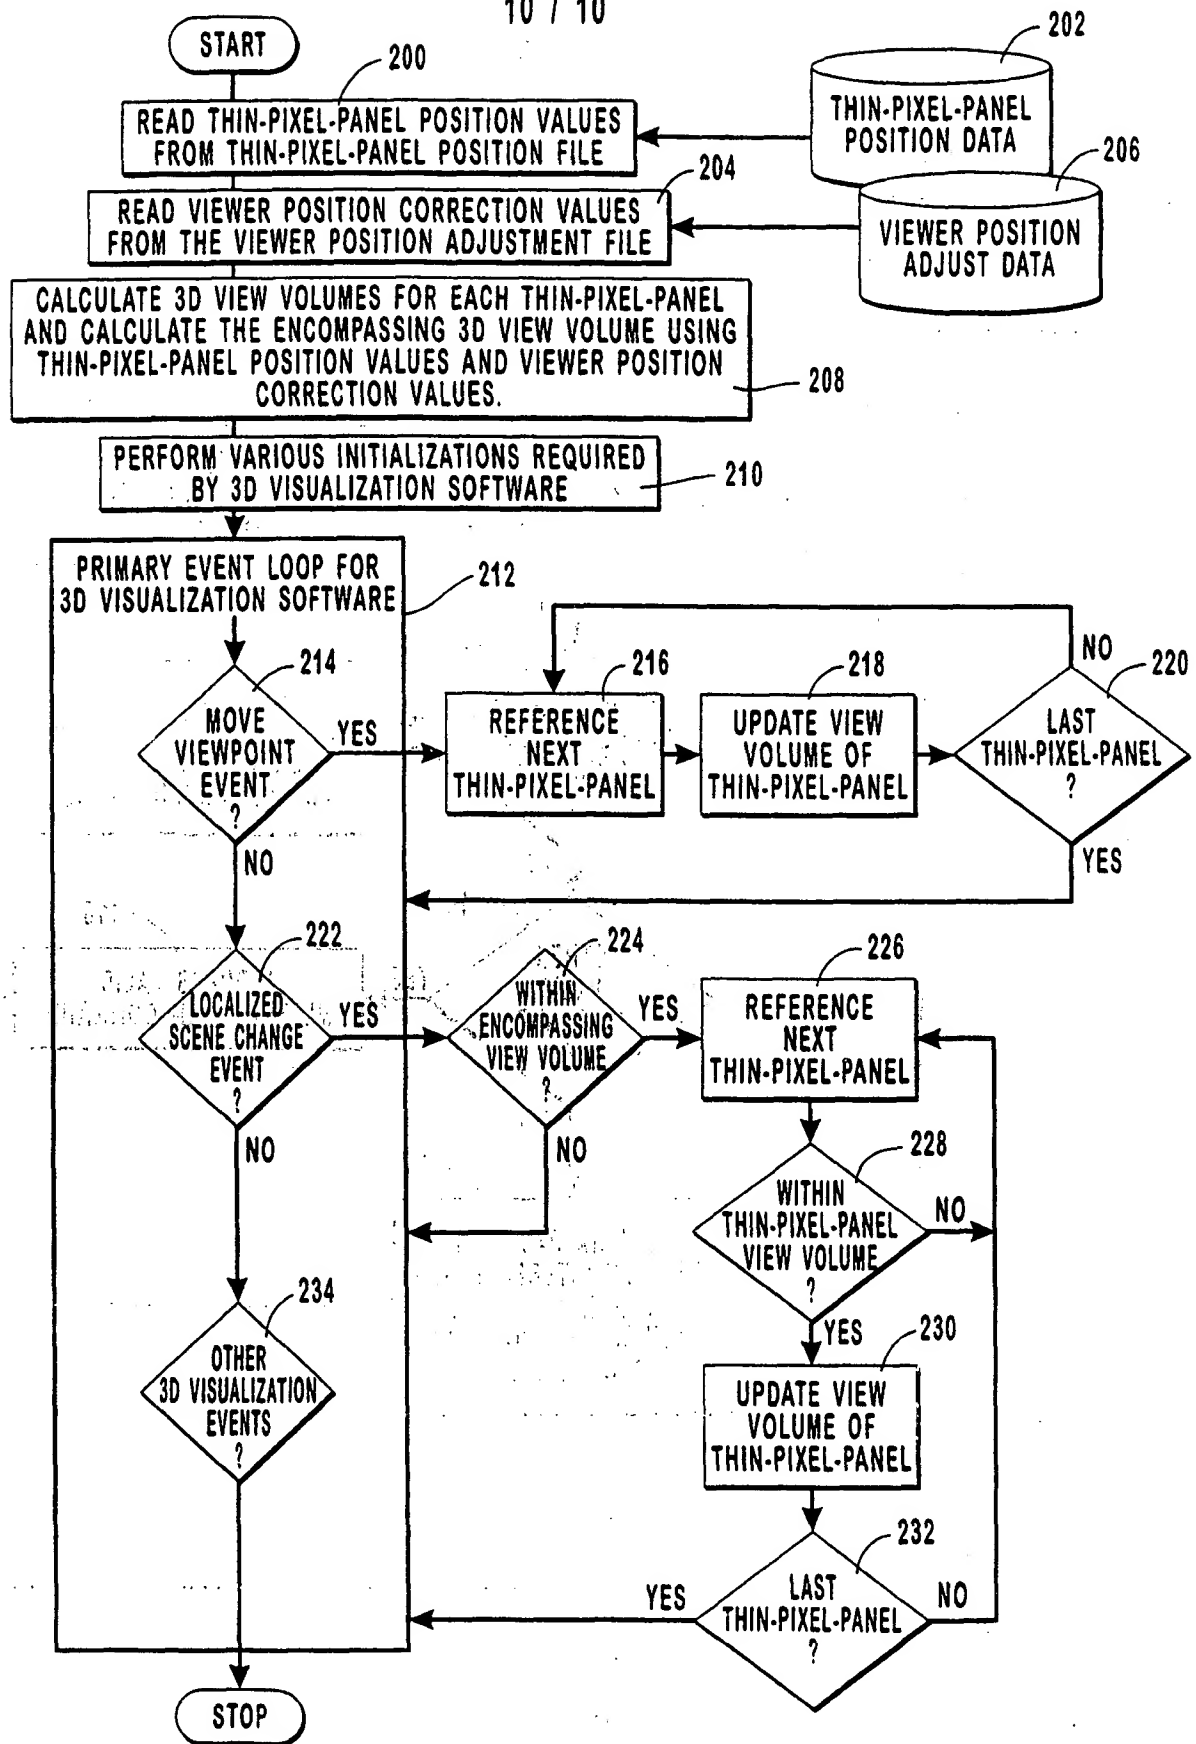 10 / 10
START
200
READ THIN-PIXEL-PANEL POSITION VALUES
FROM THIN-PIXEL-PANEL POSITION FILE
202
THIN-PIXEL-PANEL
POSITION DATA
204
READ VIEWER POSITION CORRECTION VALUES
FROM THE VIEWER POSITION ADJUSTMENT FILE
206
VIEWER POSITION
ADJUST DATA
CALCULATE 3D VIEW VOLUMES FOR EACH THIN-PIXEL-PANEL
AND CALCULATE THE ENCOMPASSING 3D VIEW VOLUME USING
THIN-PIXEL-PANEL POSITION VALUES AND VIEWER POSITION
CORRECTION VALUES.
208
PERFORM VARIOUS INITIALIZATIONS REQUIRED
BY 3D VISUALIZATION SOFTWARE
210
PRIMARY EVENT LOOP FOR
3D VISUALIZATION SOFTWARE
212
214
MOVE
VIEWPOINT
EVENT
?
YES
NO
216
REFERENCE
NEXT
THIN-PIXEL-PANEL
218
UPDATE VIEW
VOLUME OF
THIN-PIXEL-PANEL
NO
220
LAST
THIN-PIXEL-PANEL
?
YES
222
LOCALIZED
SCENE CHANGE
EVENT
?
YES
NO
224
WITHIN
ENCOMPASSING
VIEW VOLUME
?
YES
NO
226
REFERENCE
NEXT
THIN-PIXEL-PANEL
228
WITHIN
THIN-PIXEL-PANEL
VIEW VOLUME
?
NO
YES
230
UPDATE VIEW
VOLUME OF
THIN-PIXEL-PANEL
232
LAST
THIN-PIXEL-PANEL
?
YES
NO
234
OTHER
3D VISUALIZATION
EVENTS
?
STOP